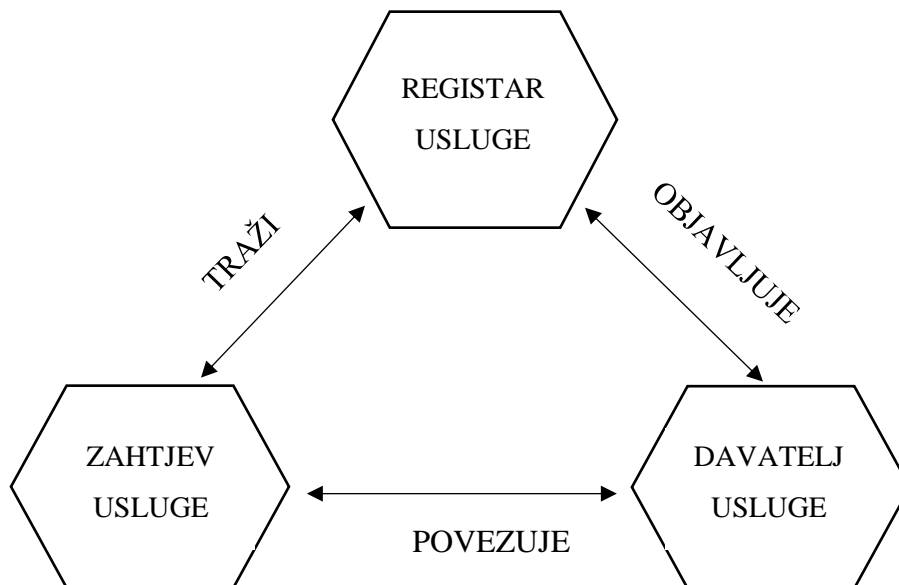 REGISTAR
USLUGE
TRAŽI
OBJAVLJUJE
ZAHTJEV
USLUGE
DAVATELJ
USLUGE
POVEZUJE